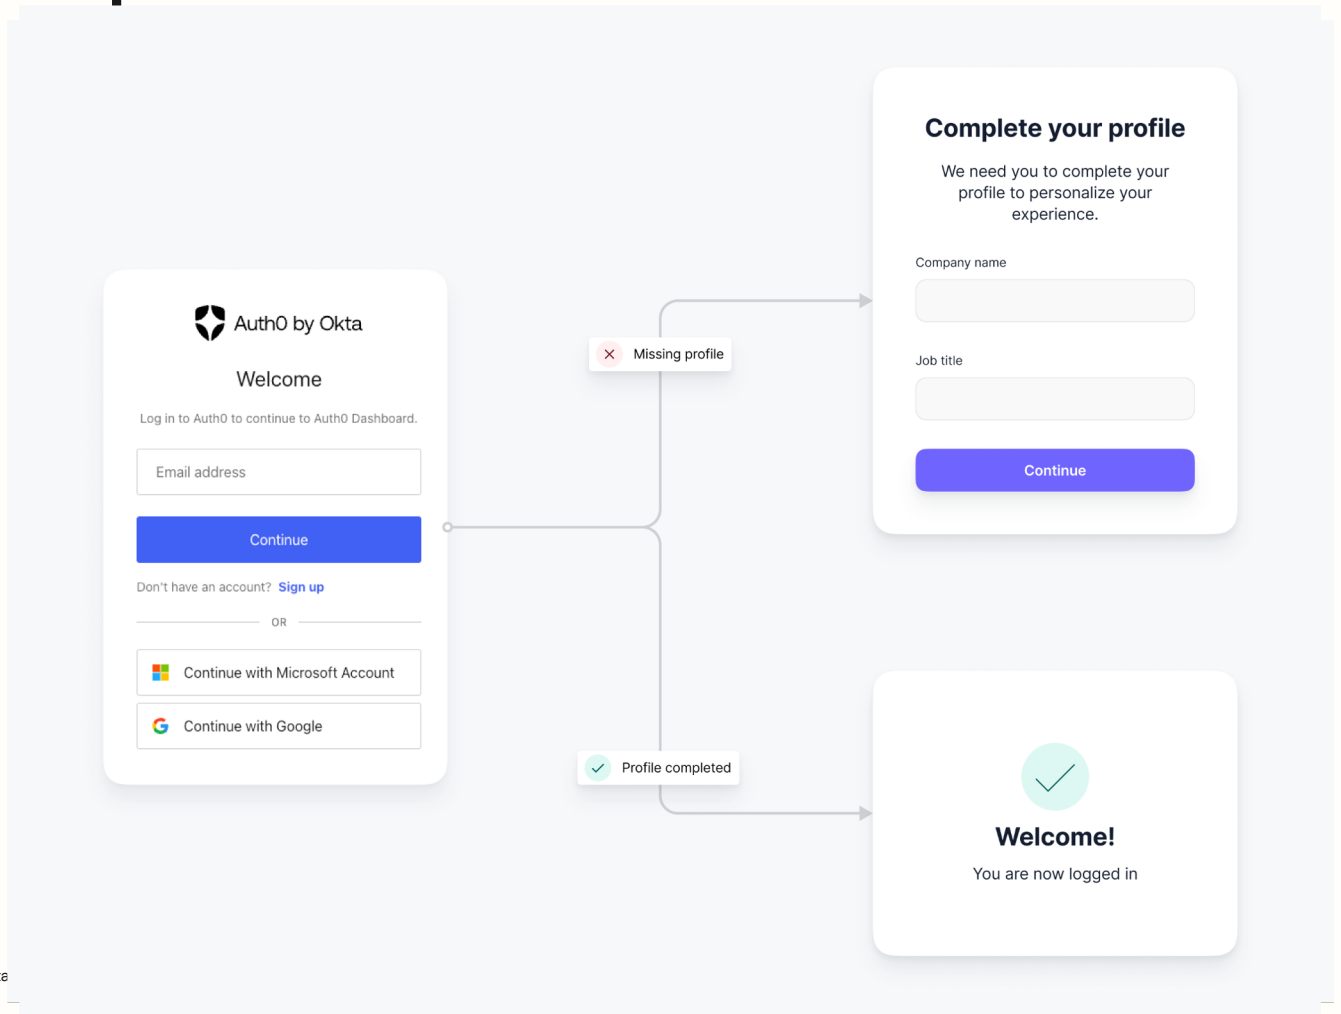 Auth0 by Okta
Welcome
Log in to Auth0 to continue to Auth0 Dashboard.
Email address
Continue
Don't have an account? Sign up
OR
Continue with Microsoft Account
Continue with Google
Missing profile
Profile completed
Complete your profile
We need you to complete your
profile to personalize your
experience.
Company name
Job title
Continue
Welcome!
You are now logged in